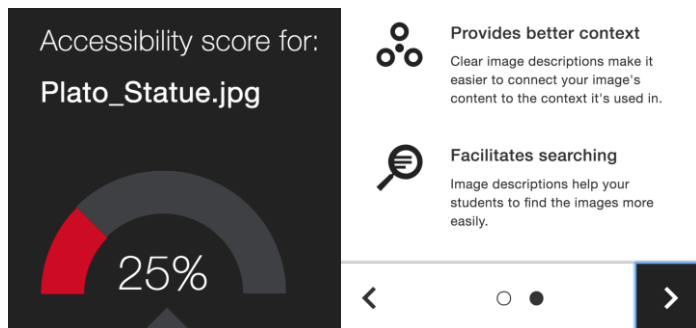 Accessibility score for:
Plato_Statue.jpg
25%
Provides better context
Clear image descriptions make it
easier to connect your image's
content to the context it's used in.
Facilitates searching
Image descriptions help your
students to find the images more
easily.